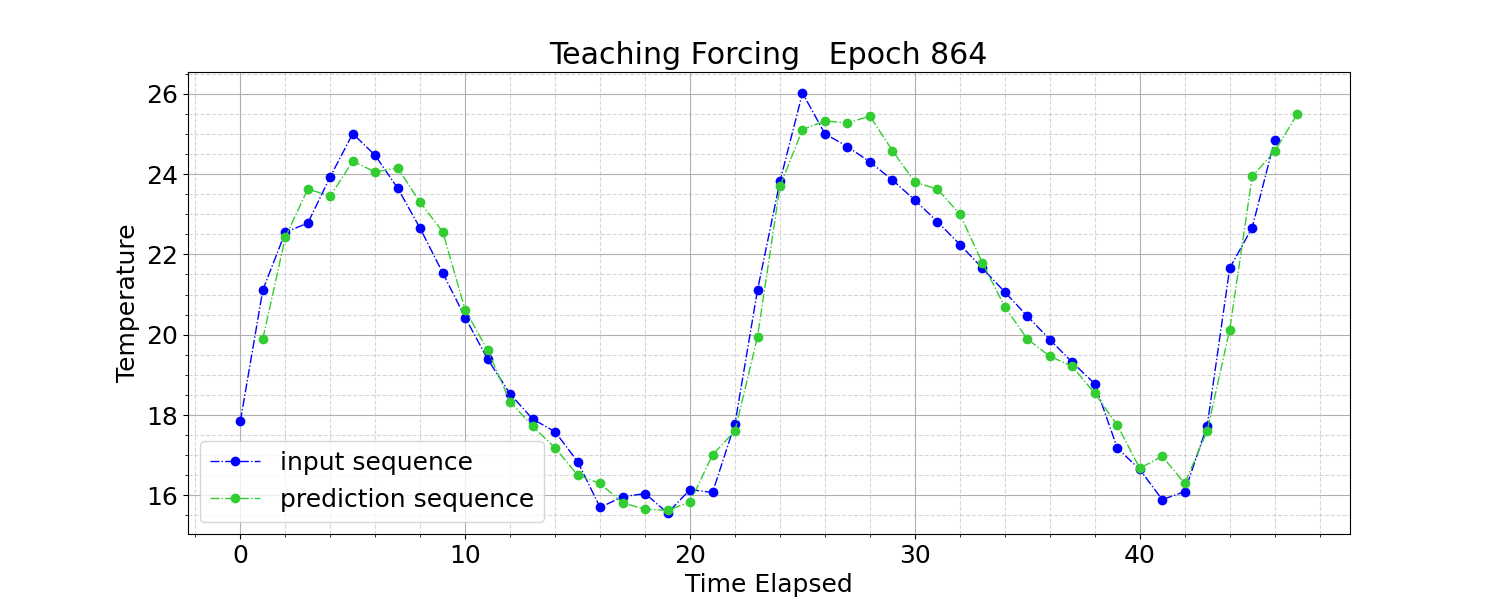 Teaching Forcing   Epoch 864
Temperature
26
24
22
20
18
16
input sequence
prediction sequence
0 10 20 30 40
Time Elapsed